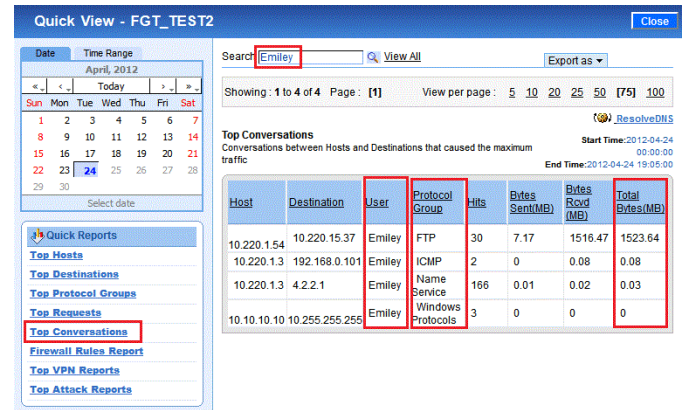 Quick View - FGT_TEST2 Close
Date Time Range
April, 2012
« ‹ Today › »
Sun Mon Tue Wed Thu Fri Sat
1 2 3 4 5 6 7
8 9 10 11 12 13 14
15 16 17 18 19 20 21
22 23 24 25 26 27 28
29 30
Select date
Quick Reports
Top Hosts
Top Destinations
Top Protocol Groups
Top Requests
Top Conversations
Firewall Rules Report
Top VPN Reports
Top Attack Reports
Search Emiley View All
Export as
Showing : 1 to 4 of 4 Page : [1] View per page : 5 10 20 25 50 [75] 100
ResolveDNS
Top Conversations
Conversations between Hosts and Destinations that caused the maximum
traffic
Start Time:2012-04-24
00:00:00
End Time:2012-04-24 19:05:00
Host Destination User Protocol Group Hits Bytes Sent(MB) Bytes Rcvd (MB) Total Bytes(MB)
10.220.1.54 10.220.15.37 Emiley FTP 30 7.17 1516.47 1523.64
10.220.1.3 192.168.0.101 Emiley ICMP 2 0 0.08 0.08
10.220.1.3 4.2.2.1 Emiley Name Service 166 0.01 0.02 0.03
10.10.10.10 10.255.255.255 Emiley Windows Protocols 3 0 0 0